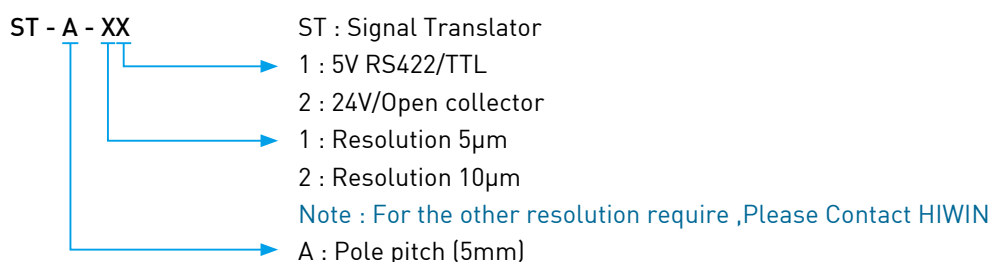 ST - A - XX
ST : Signal Translator
1 : 5V RS422/TTL
2 : 24V/Open collector
1 : Resolution 5μm
2 : Resolution 10μm
Note : For the other resolution require ,Please Contact HIWIN
A : Pole pitch (5mm)